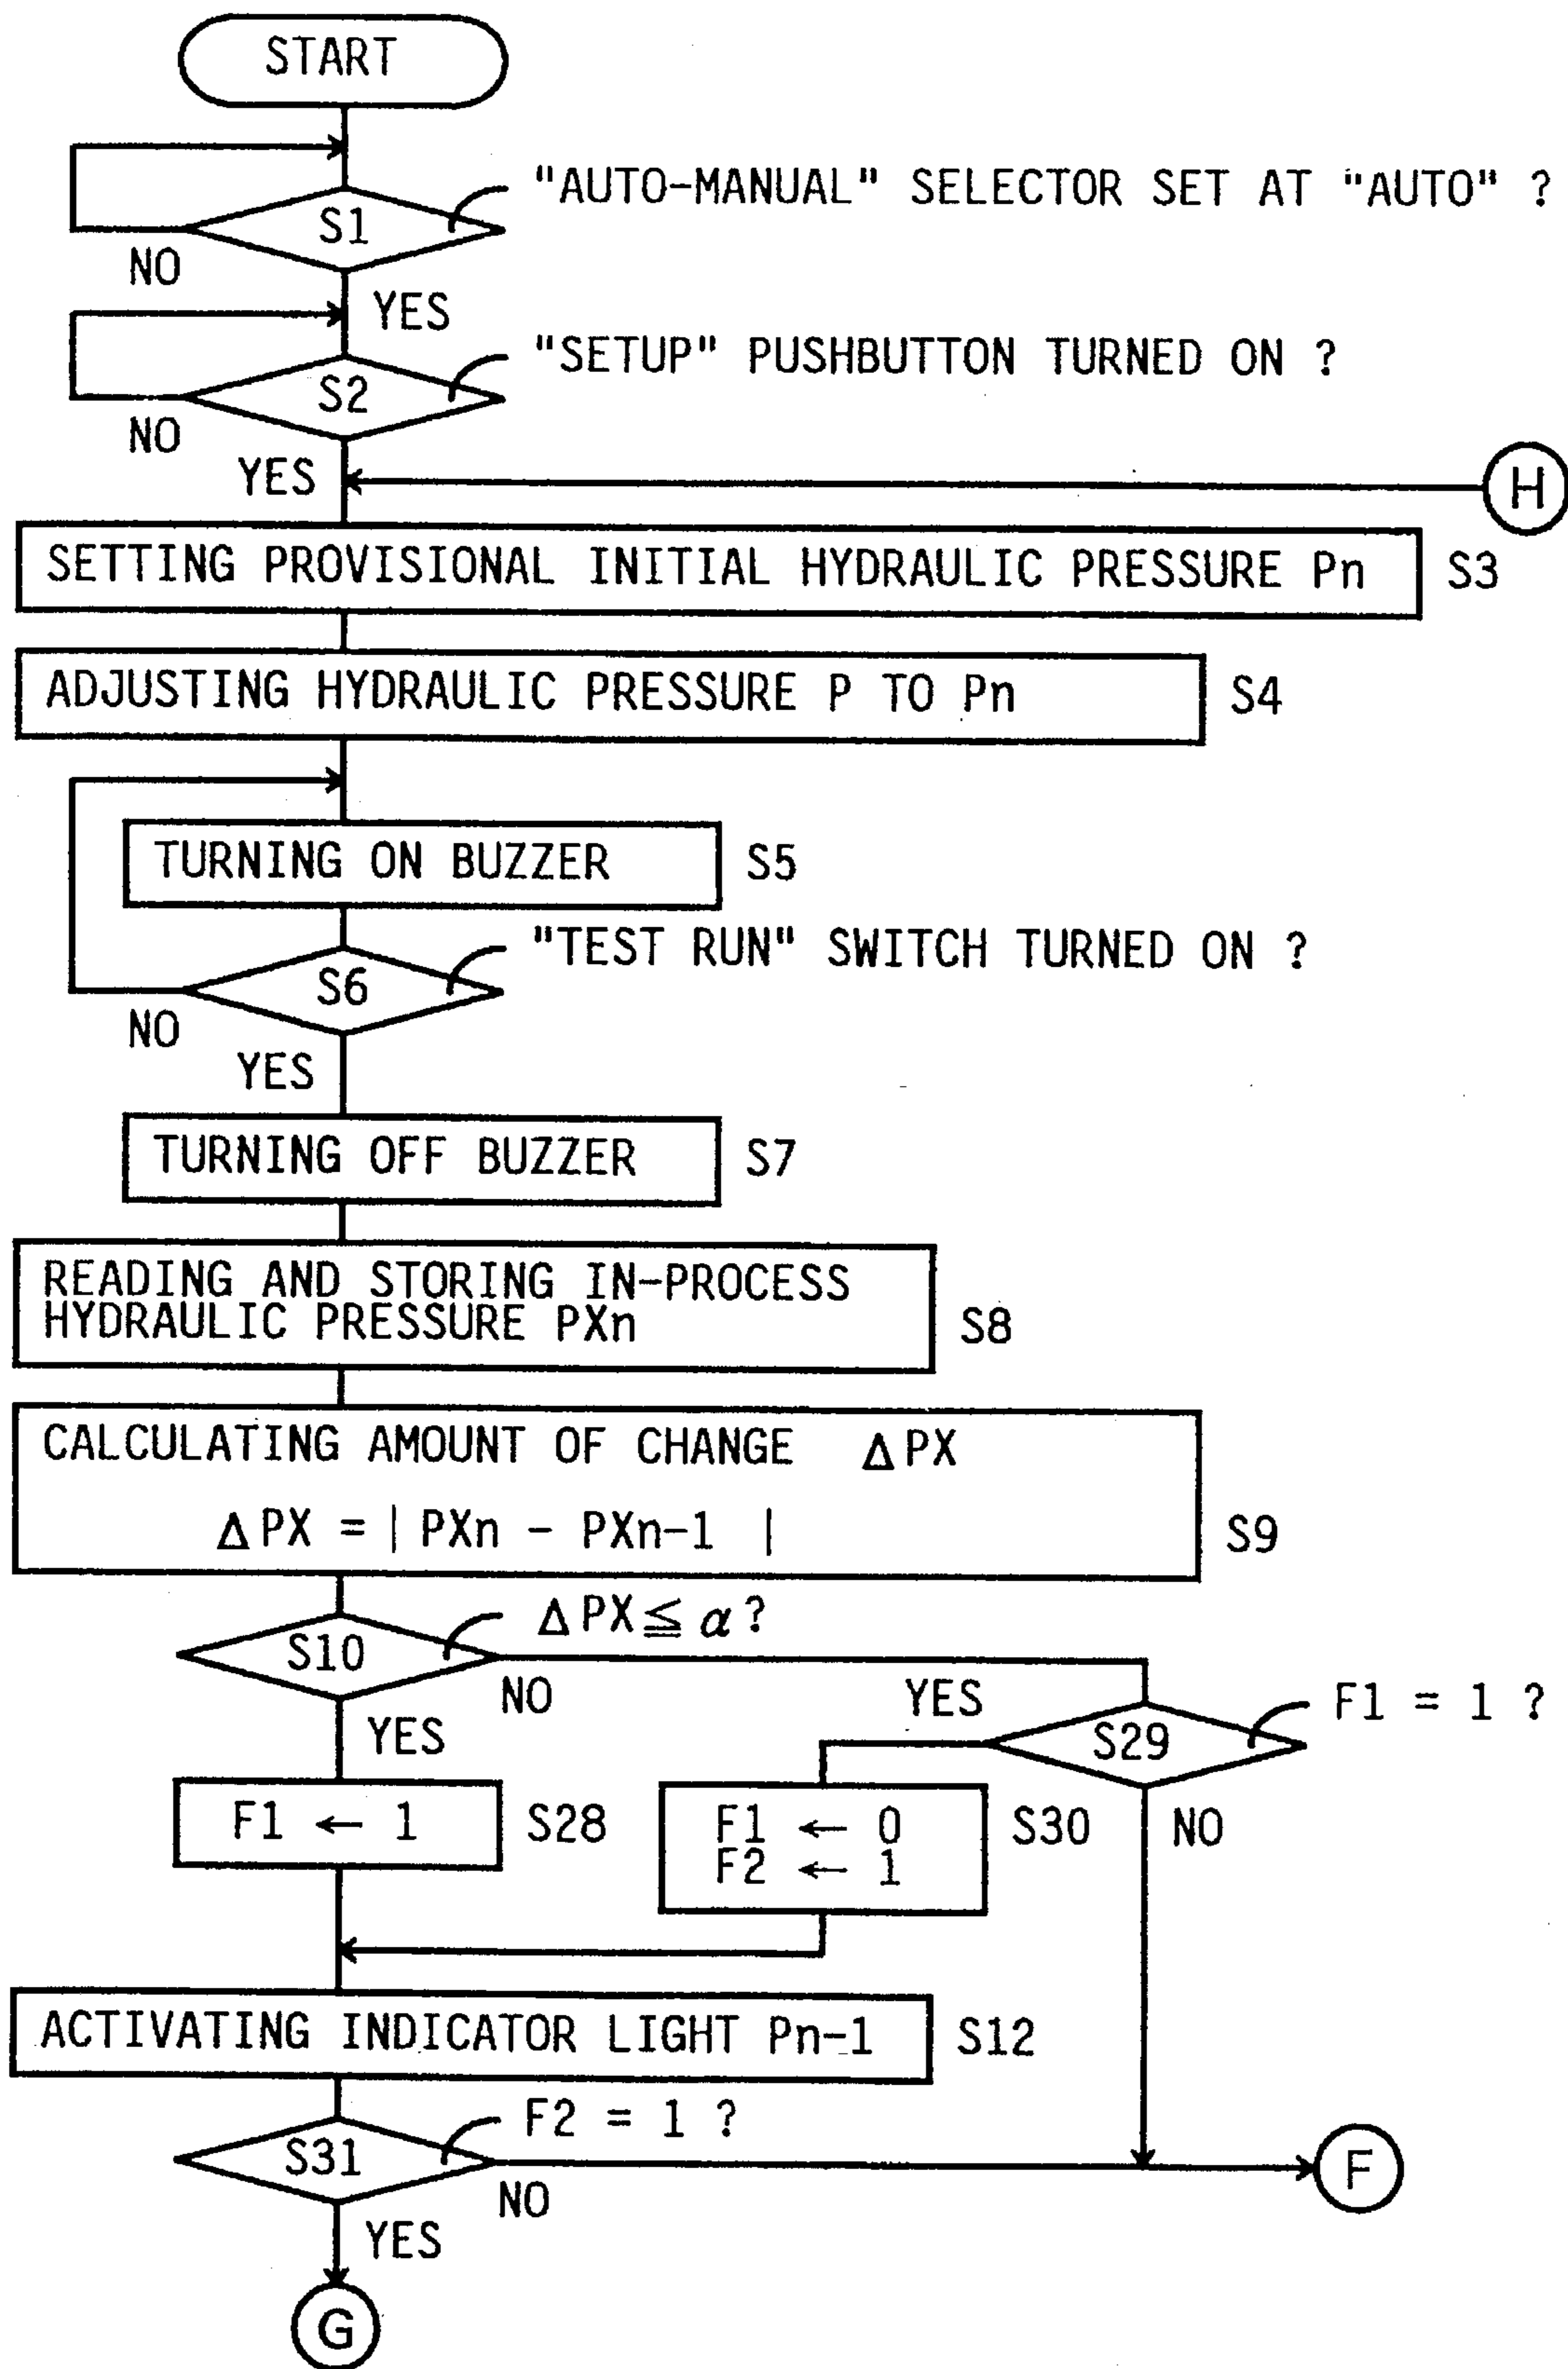 START
"AUTO-MANUAL" SELECTOR SET AT "AUTO" ?
S1
NO
YES
"SETUP" PUSHBUTTON TURNED ON ?
S2
NO
YES
H
SETTING PROVISIONAL INITIAL HYDRAULIC PRESSURE Pn
S3
ADJUSTING HYDRAULIC PRESSURE P TO Pn
S4
TURNING ON BUZZER
S5
"TEST RUN" SWITCH TURNED ON ?
S6
NO
YES
TURNING OFF BUZZER
S7
READING AND STORING IN-PROCESS
HYDRAULIC PRESSURE PXn
S8
CALCULATING AMOUNT OF CHANGE ΔPX
ΔPX = | PXn - PXn-1 |
S9
ΔPX ≦ α ?
S10
NO
YES
F1 = 1 ?
S29
YES
NO
F1 ← 1
S28
F1 ← 0
F2 ← 1
S30
ACTIVATING INDICATOR LIGHT Pn-1
S12
F2 = 1 ?
S31
NO
F
YES
G